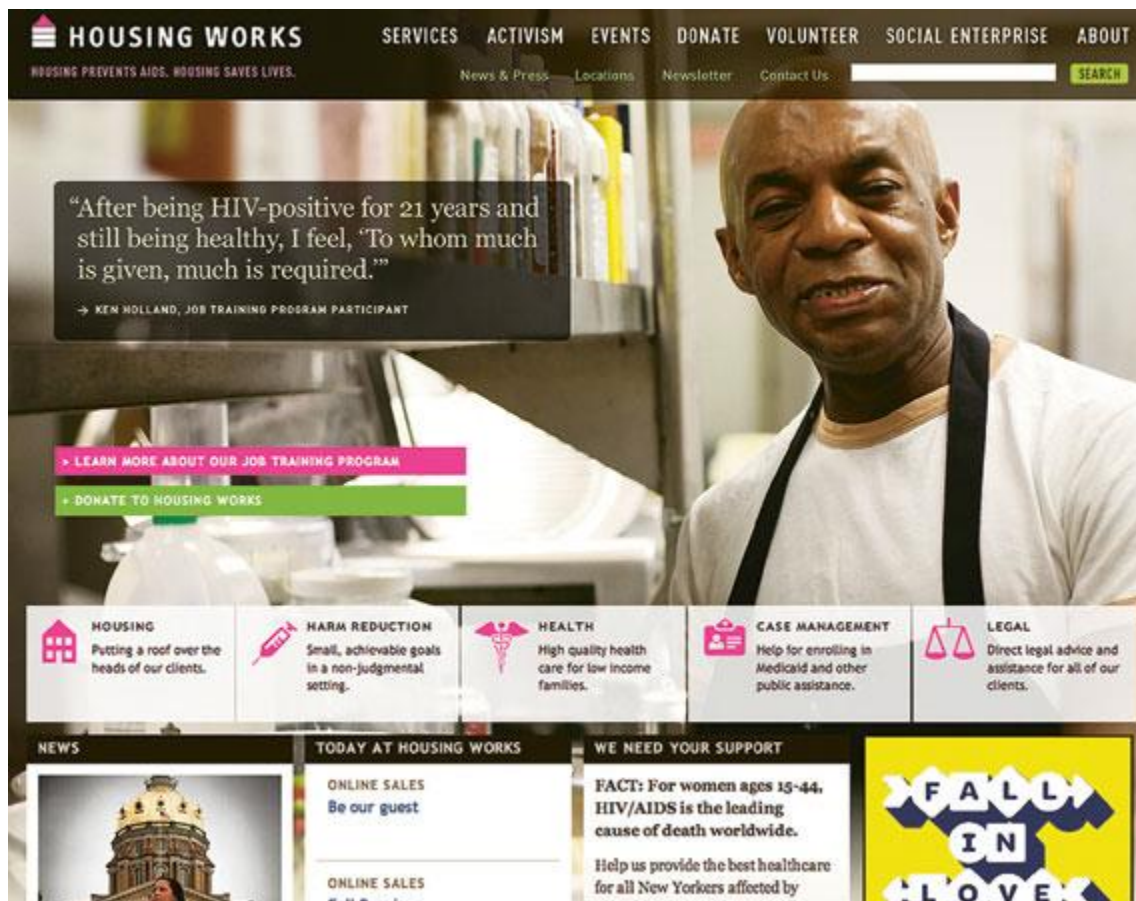 HOUSING WORKS
HOUSING PREVENTS AIDS. HOUSING SAVES LIVES.
SERVICES ACTIVISM EVENTS DONATE VOLUNTEER SOCIAL ENTERPRISE ABOUT
News & Press Locations Newsletter Contact Us SEARCH
“After being HIV-positive for 21 years and
still being healthy, I feel, ‘To whom much
is given, much is required.’”
→ KEN HOLLAND, JOB TRAINING PROGRAM PARTICIPANT
> LEARN MORE ABOUT OUR JOB TRAINING PROGRAM
+ DONATE TO HOUSING WORKS
HOUSING
Putting a roof over the
heads of our clients.
HARM REDUCTION
Small, achievable goals
in a non-judgmental
setting.
HEALTH
High quality health
care for low income
families.
CASE MANAGEMENT
Help for enrolling in
Medicaid and other
public assistance.
LEGAL
Direct legal advice and
assistance for all of our
clients.
NEWS
TODAY AT HOUSING WORKS
ONLINE SALES
Be our guest
ONLINE SALES
WE NEED YOUR SUPPORT
FACT: For women ages 15-44,
HIV/AIDS is the leading
cause of death worldwide.
Help us provide the best healthcare
for all New Yorkers affected by
FALL
IN
LOVE